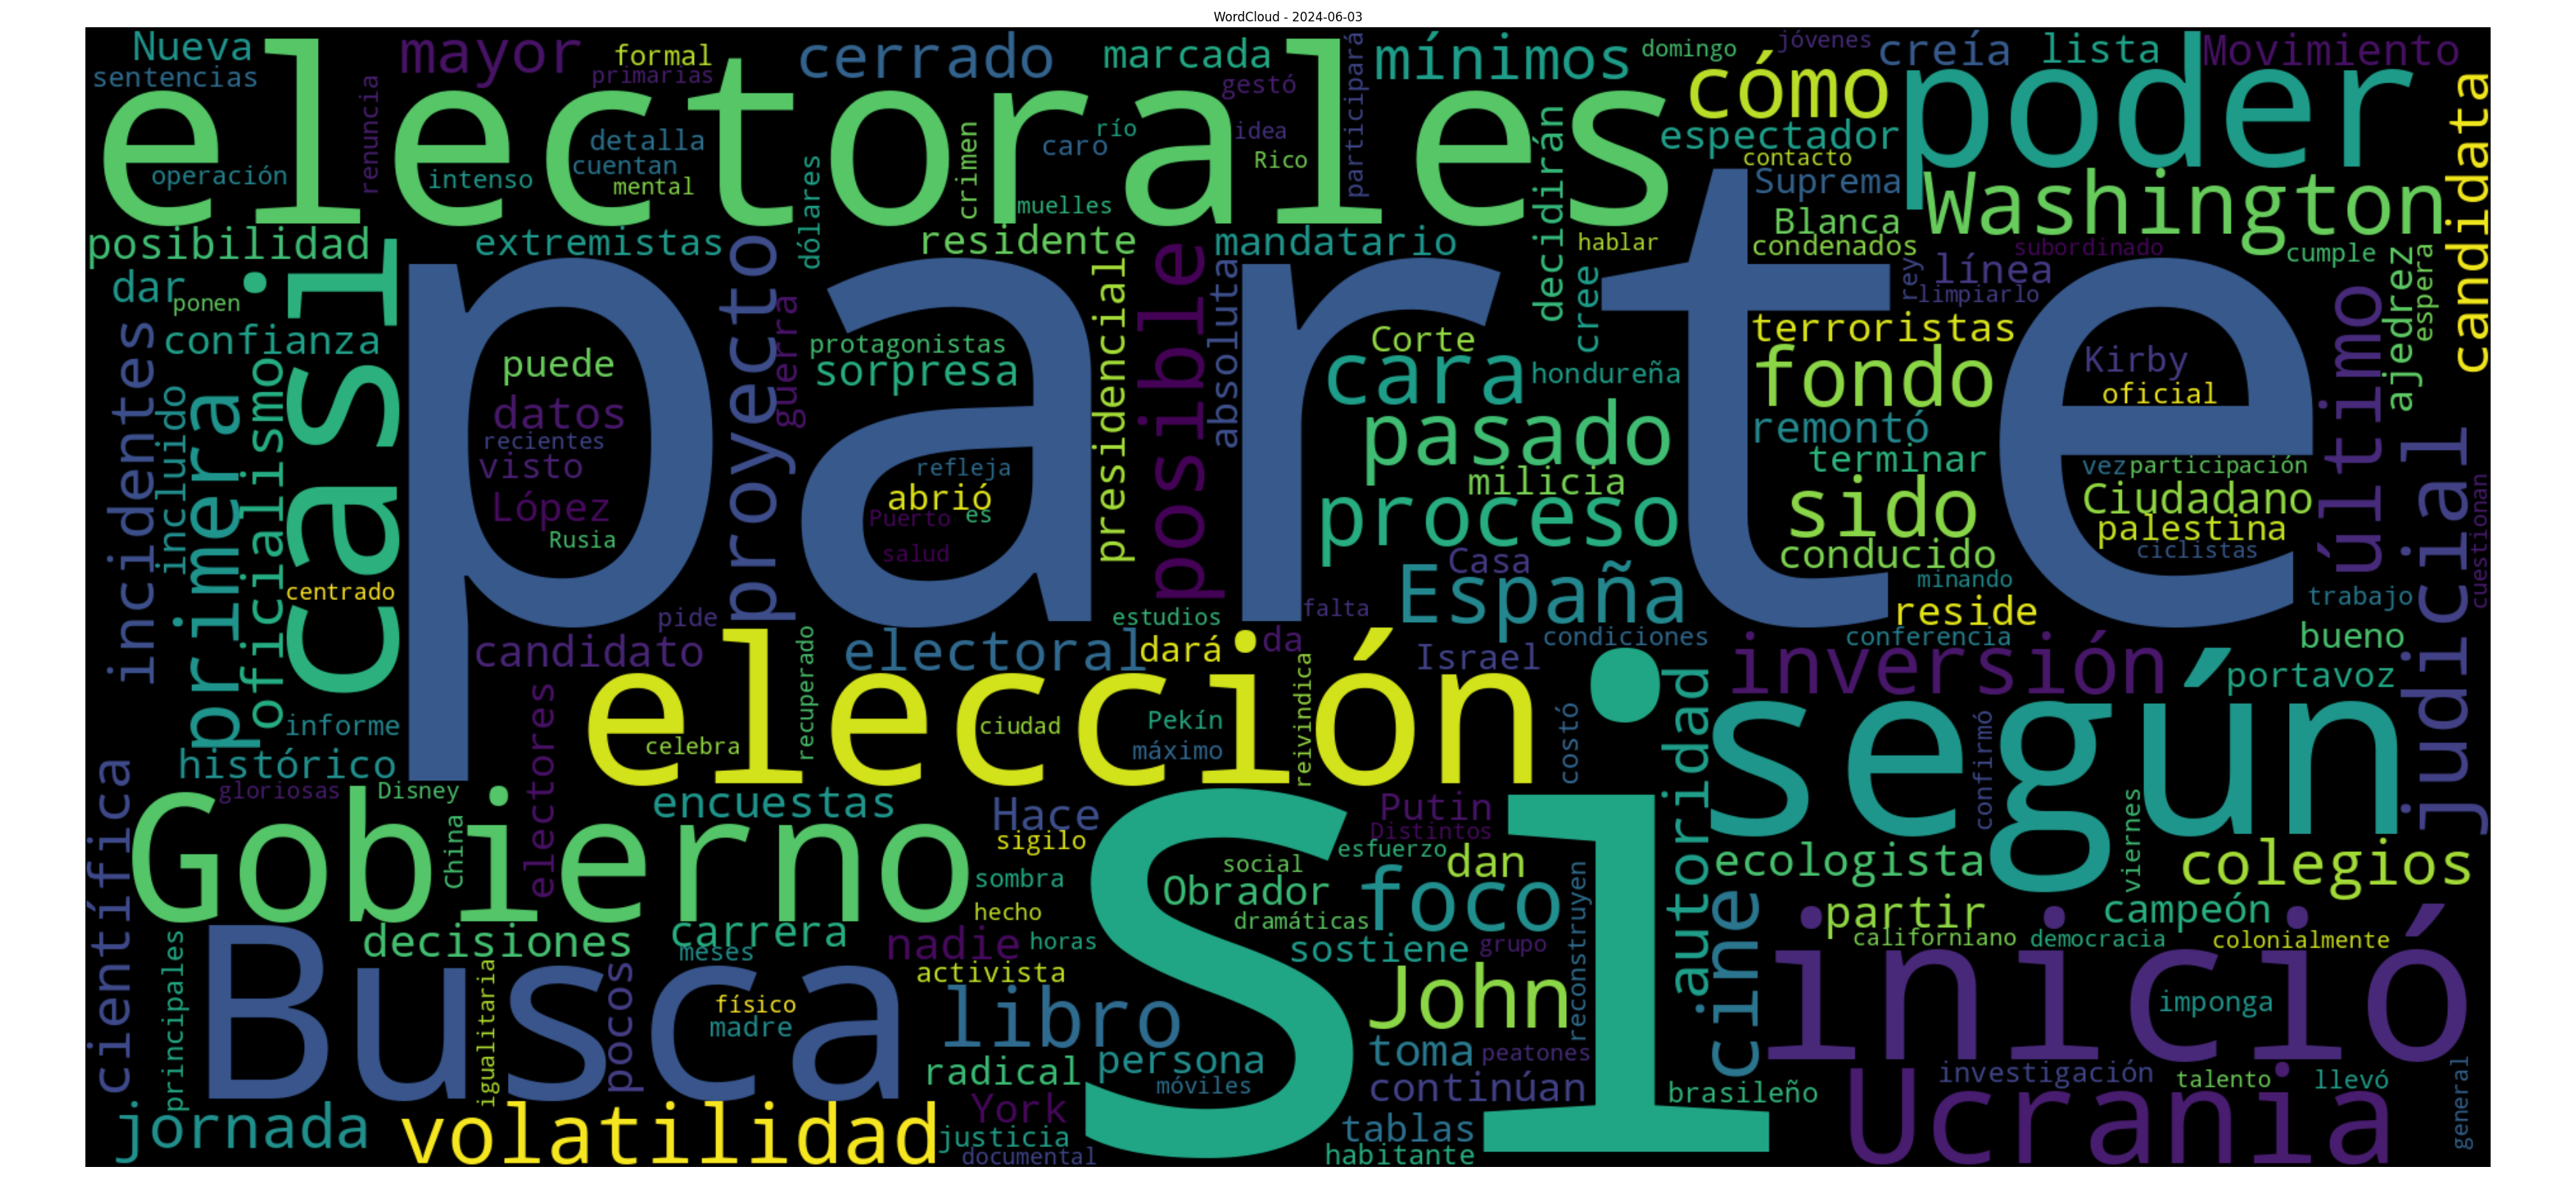 WordCloud - 2024-06-03
Nueva
mayor
formal
cerrado
marcada
mínimos
domingo
jóvenes
creía
lista
Movimiento
sentencias
renuncia
primarias
gestó
participará
cómo
poder
candidata
electorales
detalla
cuentan
mental
operación
intenso
dólares
crimen
caro
río
idea
Rico
muelles
decidirán
espectador
contacto
Suprema
Washington
Blanca
posibilidad
extremistas
residente
mandatario
hablar
condenados
subordinado
cumple
dar
ponen
casi
parte
proyecto
guerra
presidencial
posible
absoluta
cree
rey
línea
limpiarlo
ajedrez
espera
último
incidentes
confianza
incluido
primera
oficialismo
puede
protagonistas
sorpresa
Corte
cara
hondureña
terroristas
fondo
Kirby
oficial
datos
recientes
visto
López
Rusia
refleja
abrió
Puerto
es
salud
pasado
milicia
proceso
remontó
terminar
sido
conducido
vez
participación
Ciudadano
palestina
ciclistas
judicial
cuestionan
centrado
Casa
España
minando
reside
trabajo
pide
estudios
falta
candidato
electoral
dará
da
Israel
condiciones
conferencia
bueno
elección
recuperado
reivindica
costó
autoridad
inversión
portavoz
informe
electores
celebra
ciudad
Pekín
máximo
según
confirmó
viernes
histórico
científica
gloriosas
Disney
encuestas
Hace
sigilo
Putin
Distintos
esfuerzo
Gobierno
China
sombra
social
Obrador
dramáticas
dan
foco
ecologista
colegios
hecho
Si
reconstruyen
cine
partir
campeón
californiano
democracia
colonialmente
decisiones
carrera
meses
nadie
horas
sostiene
grupo
inició
principales
Busca
igualitaria
pocos
físico
madre
activista
libro
John
imponga
radical
persona
móviles
toma
peatones
continúan
brasileño
investigación
talento
llevó
general
jornada
volatilidad
York
justicia
documental
tablas
habitante
Ucrania